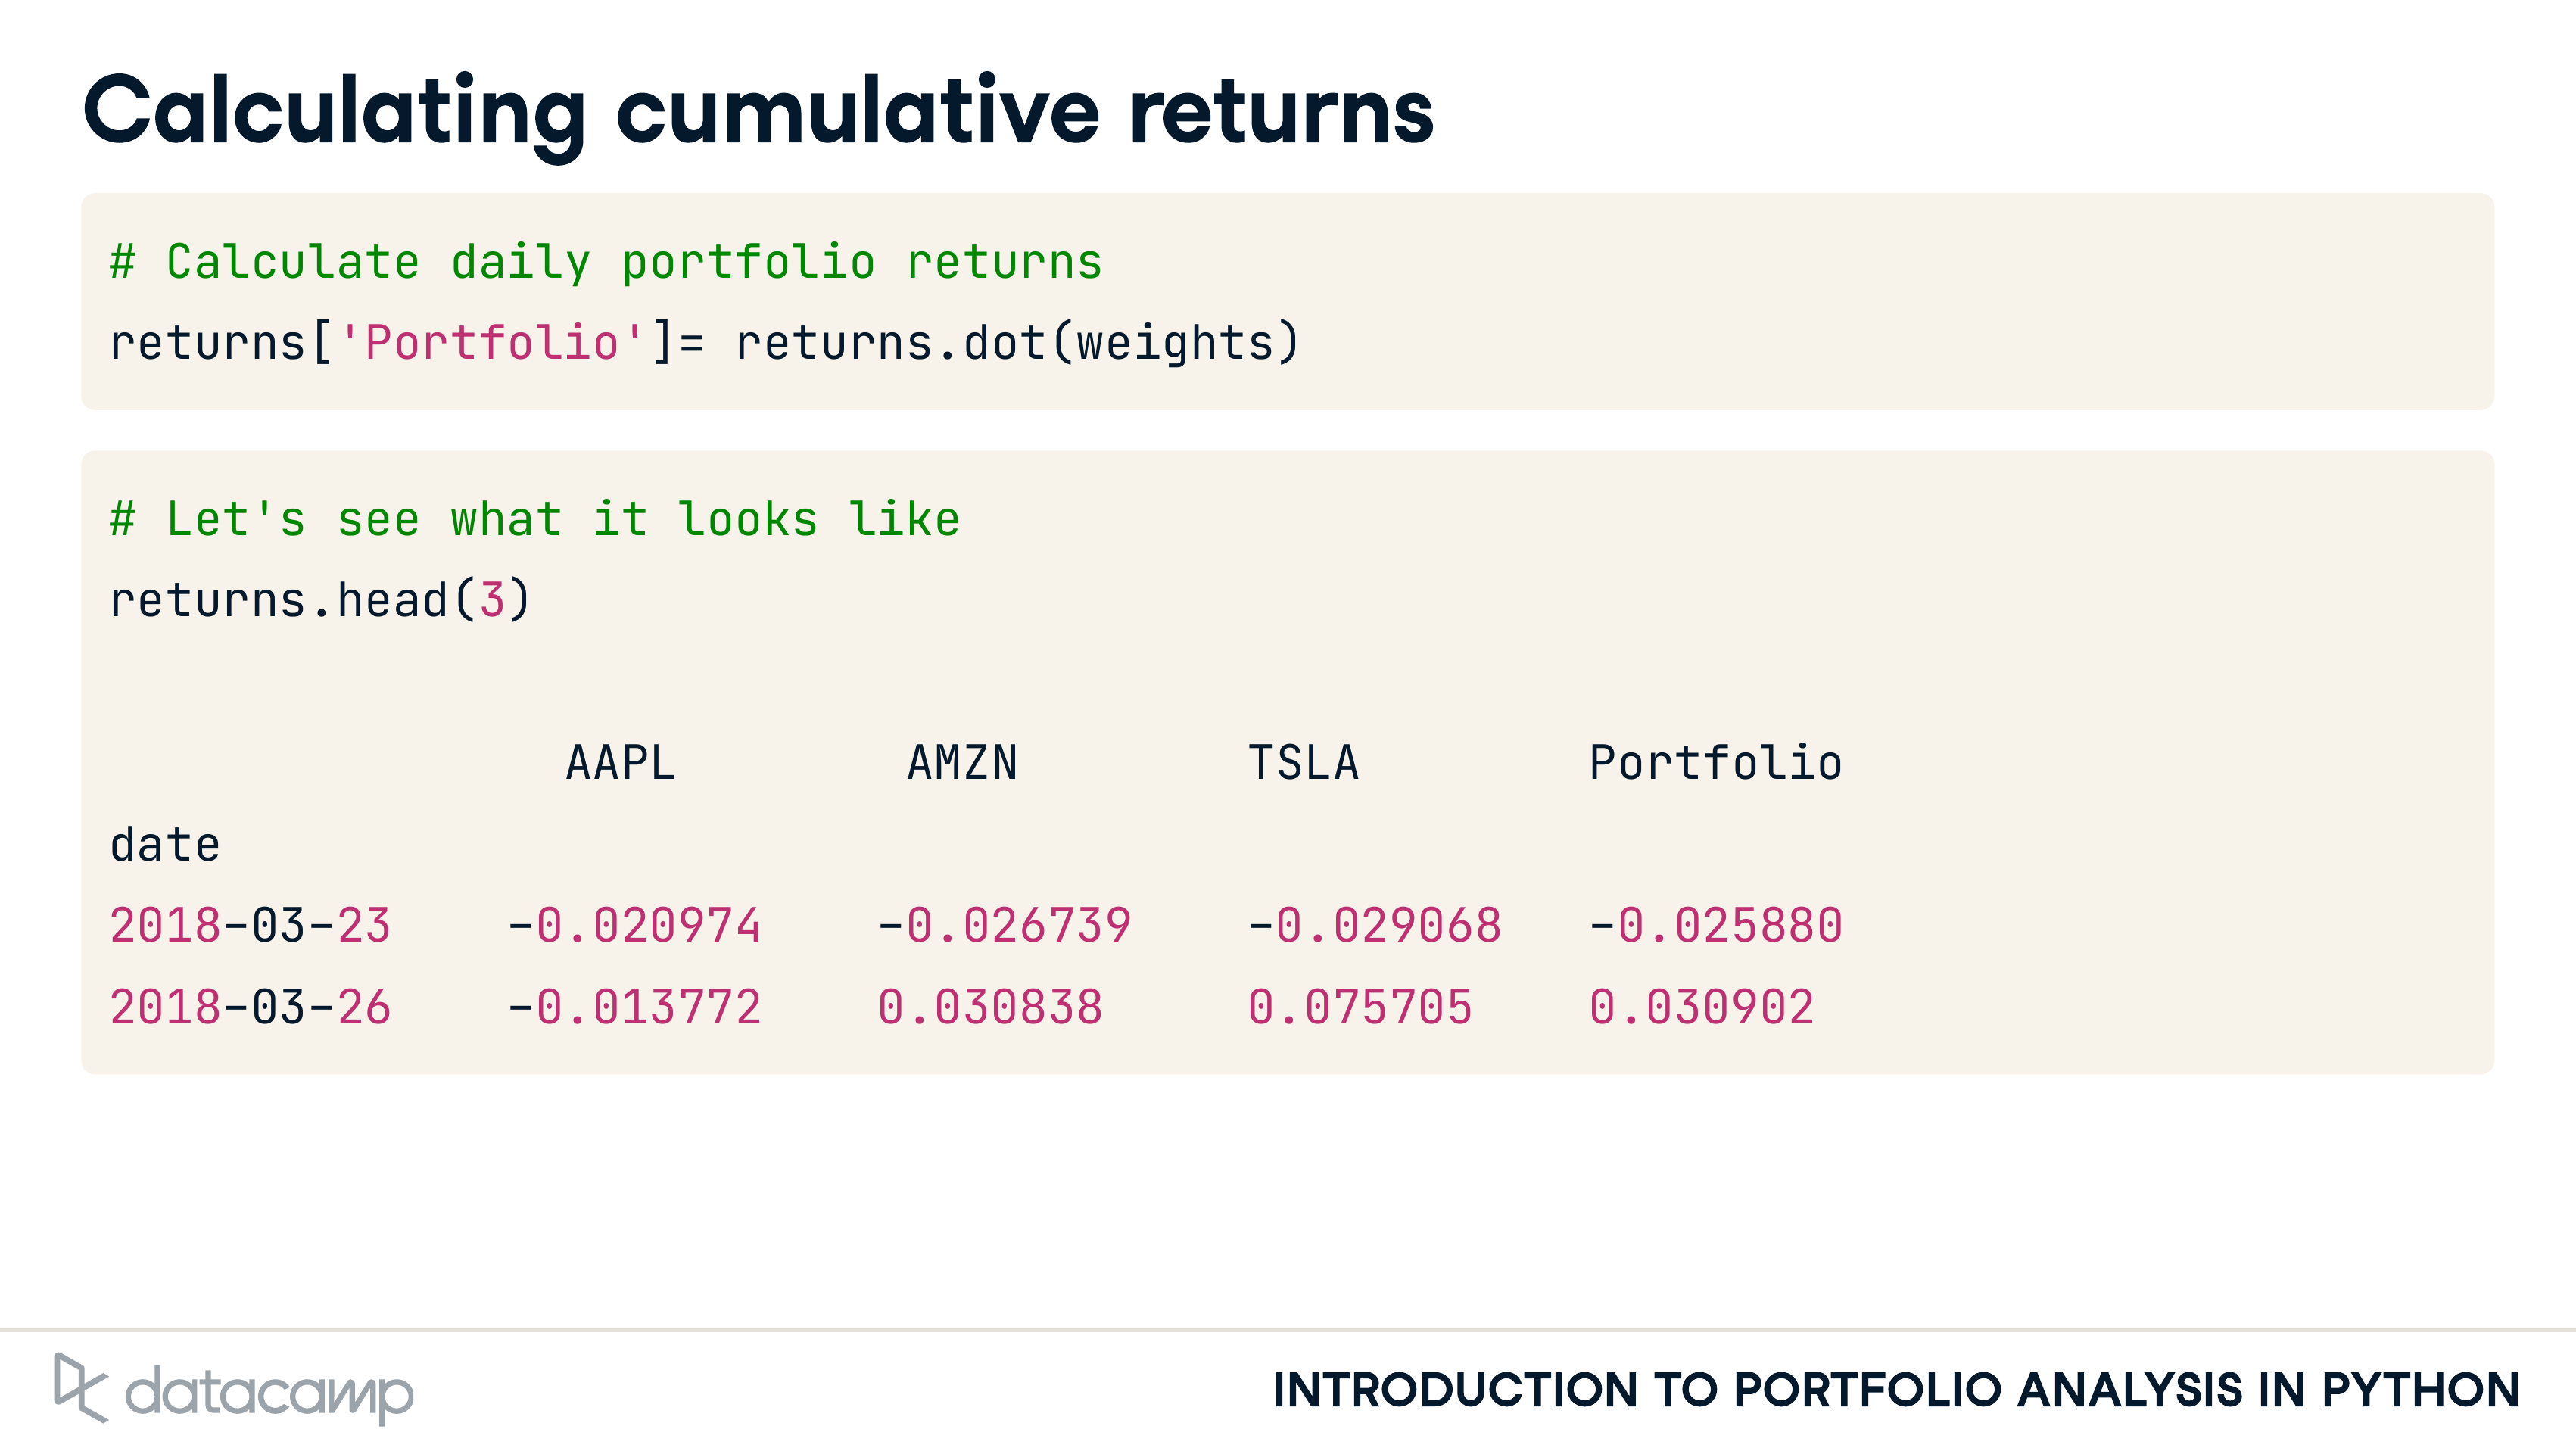 Calculating cumulative returns
# Calculate daily portfolio returns
returns['Portfolio']= returns.dot(weights)
# Let's see what it looks like
returns.head(3)
AAPL AMZN TSLA Portfolio
date
2018-03-23 -0.020974 -0.026739 -0.029068 -0.025880
2018-03-26 -0.013772 0.030838 0.075705 0.030902
datacamp
INTRODUCTION TO PORTFOLIO ANALYSIS IN PYTHON